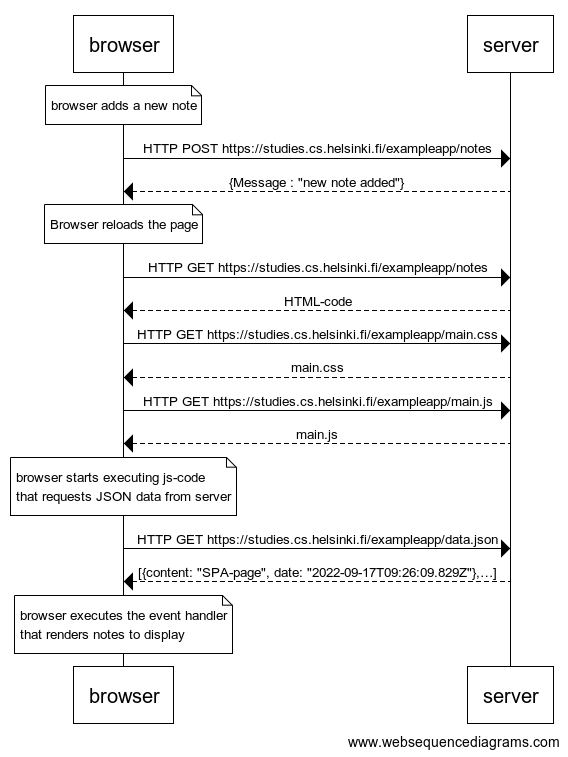 browser server
browser adds a new note
HTTP POST https://studies.cs.helsinki.fi/exampleapp/notes
{Message : "new note added"}
Browser reloads the page
HTTP GET https://studies.cs.helsinki.fi/exampleapp/notes
HTML-code
HTTP GET https://studies.cs.helsinki.fi/exampleapp/main.css
main.css
HTTP GET https://studies.cs.helsinki.fi/exampleapp/main.js
main.js
browser starts executing js-code
that requests JSON data from server
HTTP GET https://studies.cs.helsinki.fi/exampleapp/data.json
[{content: "SPA-page", date: "2022-09-17T09:26:09.829Z"},...]
browser executes the event handler
that renders notes to display
browser server
www.websequencediagrams.com